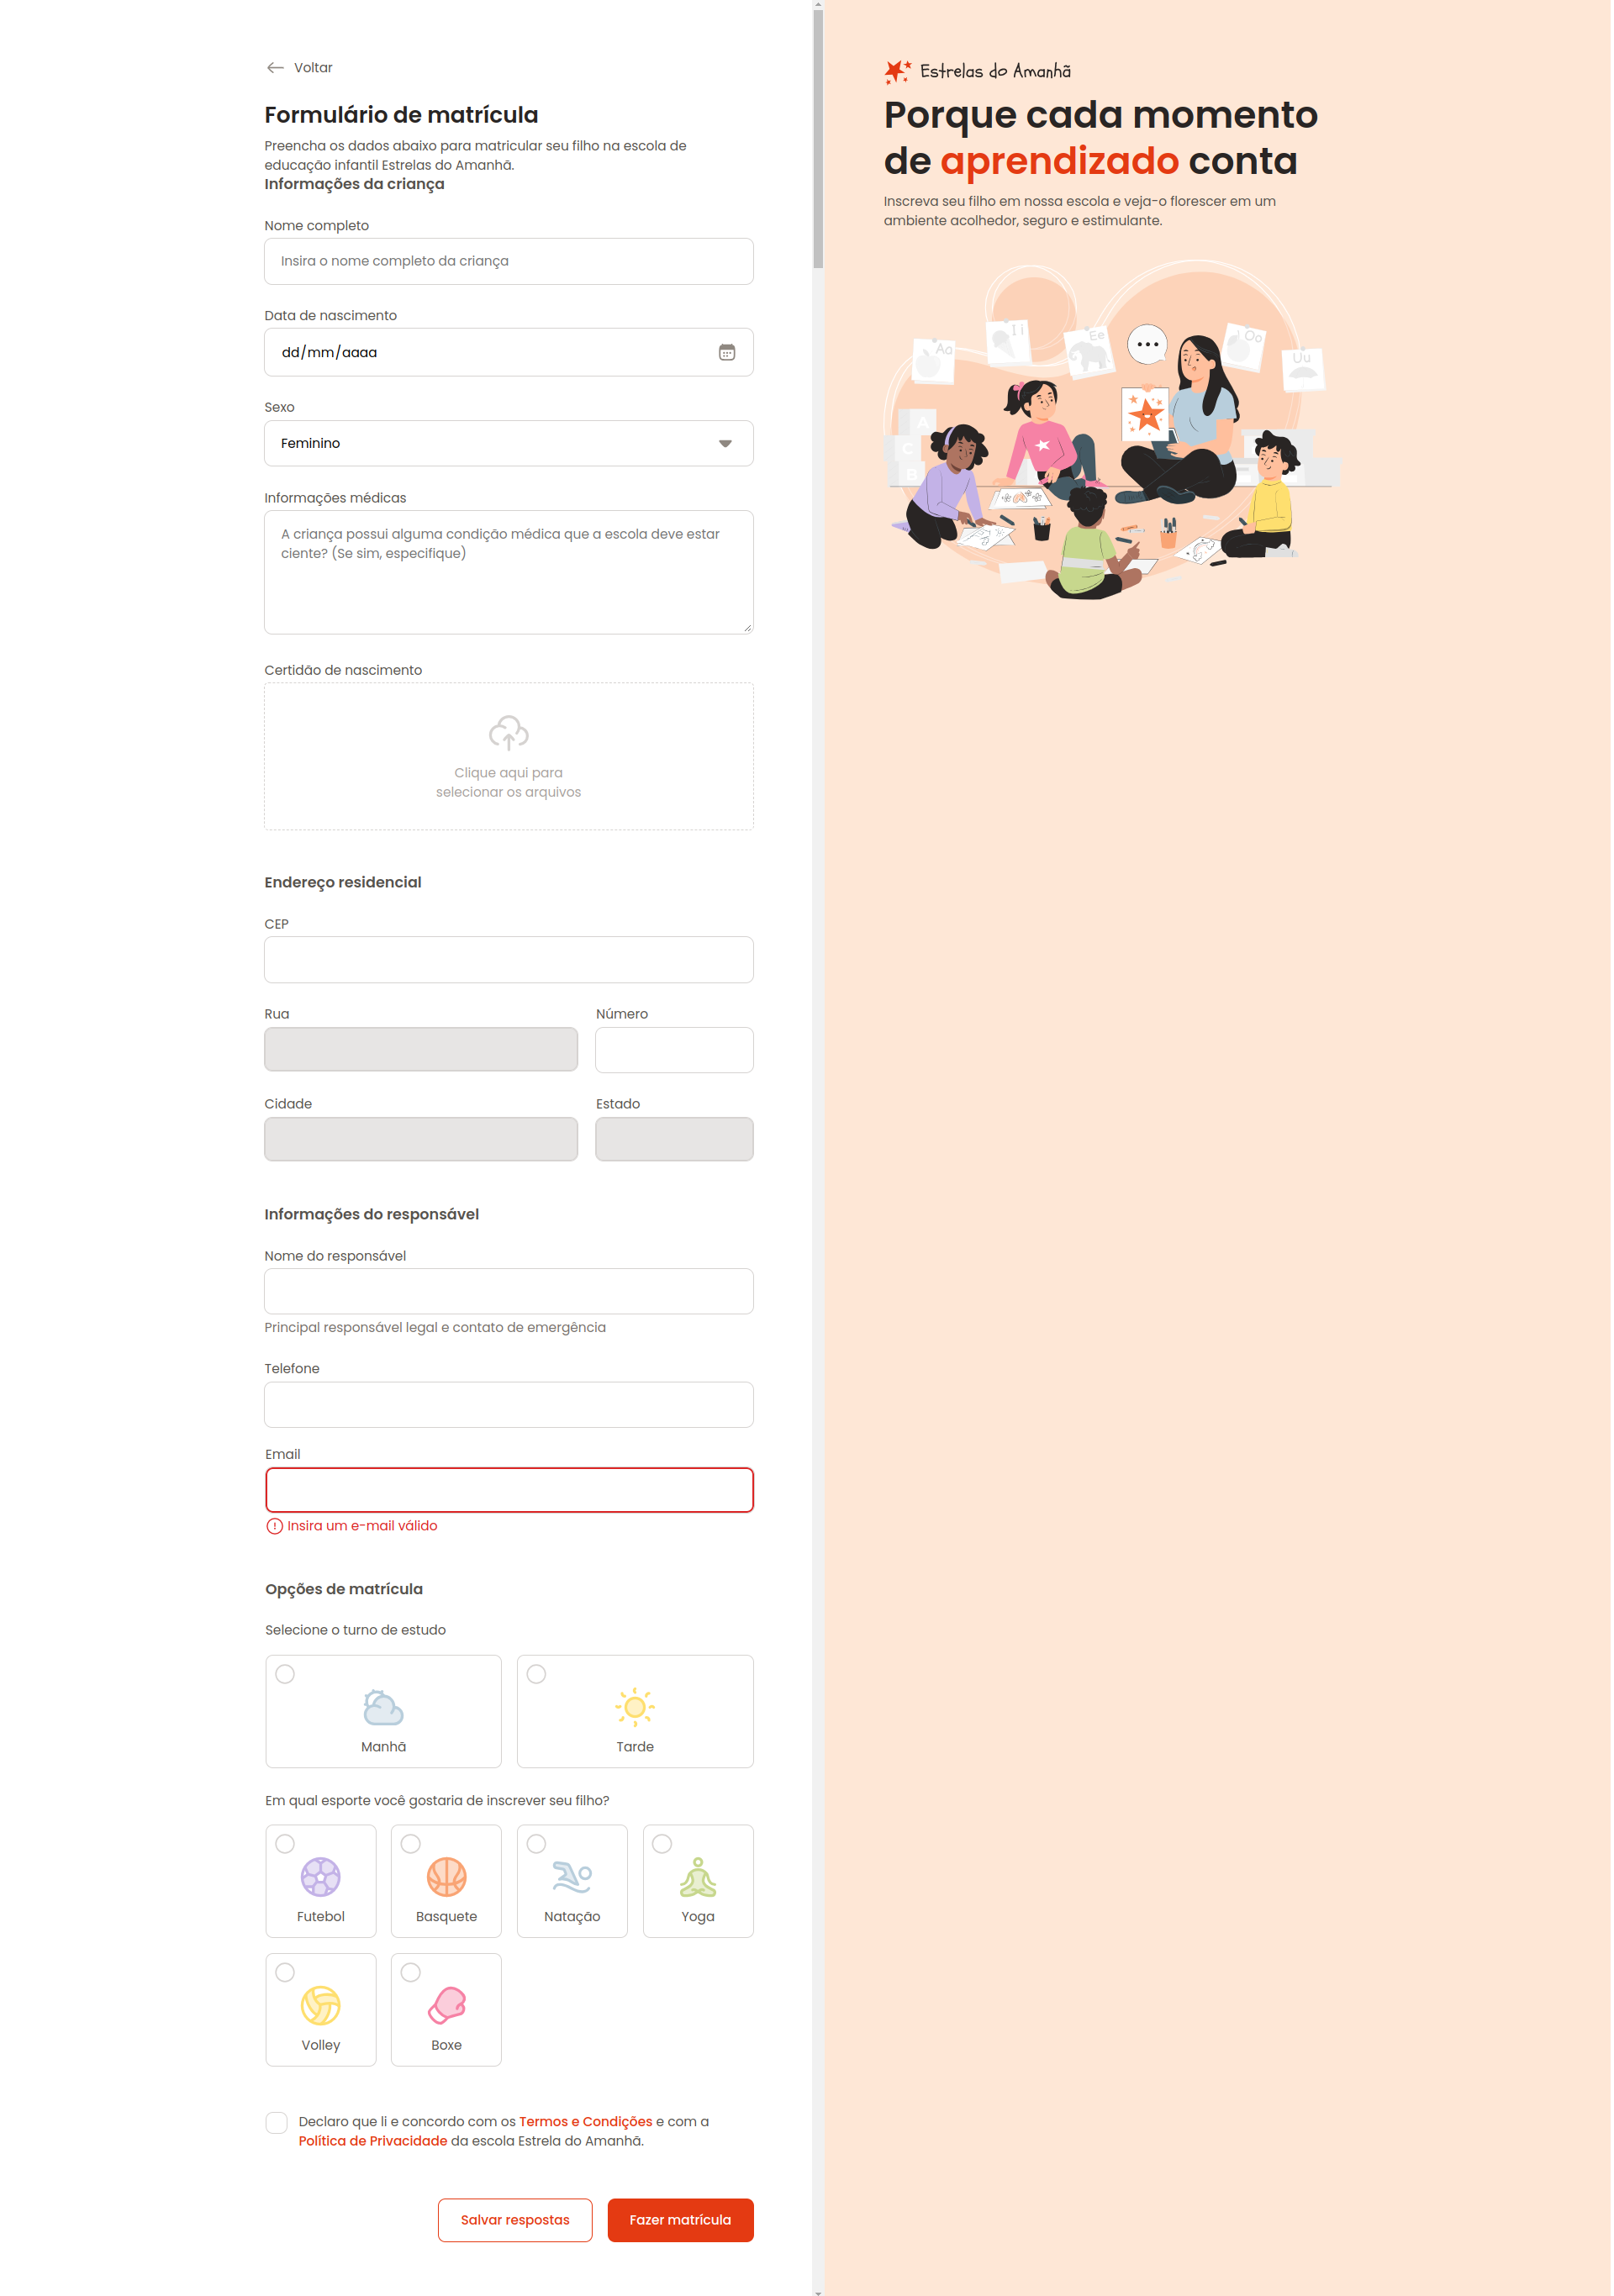 Voltar
Formulário de matrícula
Preencha os dados abaixo para matricular seu filho na escola de
educação infantil Estrelas do Amanhã.
Informações da criança
Nome completo
Insira o nome completo da criança
Data de nascimento
dd/mm/aaaa
Sexo
Feminino
Informações médicas
A criança possui alguma condição médica que a escola deve estar
ciente? (Se sim, especifique)
Certidão de nascimento
Clique aqui para
selecionar os arquivos
Endereço residencial
CEP
Rua
Número
Cidade
Estado
Informações do responsável
Nome do responsável
Principal responsável legal e contato de emergência
Telefone
Email
Insira um e-mail válido
Opções de matrícula
Selecione o turno de estudo
Manhã
Tarde
Em qual esporte você gostaria de inscrever seu filho?
Futebol
Basquete
Natação
Yoga
Volley
Boxe
Declaro que li e concordo com os Termos e Condições e com a
Política de Privacidade da escola Estrela do Amanhã.
Salvar respostas
Fazer matrícula
Estrelas do Amanhã
Porque cada momento
de aprendizado conta
Inscreva seu filho em nossa escola e veja-o florescer em um
ambiente acolhedor, seguro e estimulante.
Aa
Ii
Ee
Oo
Uu
A
C
B